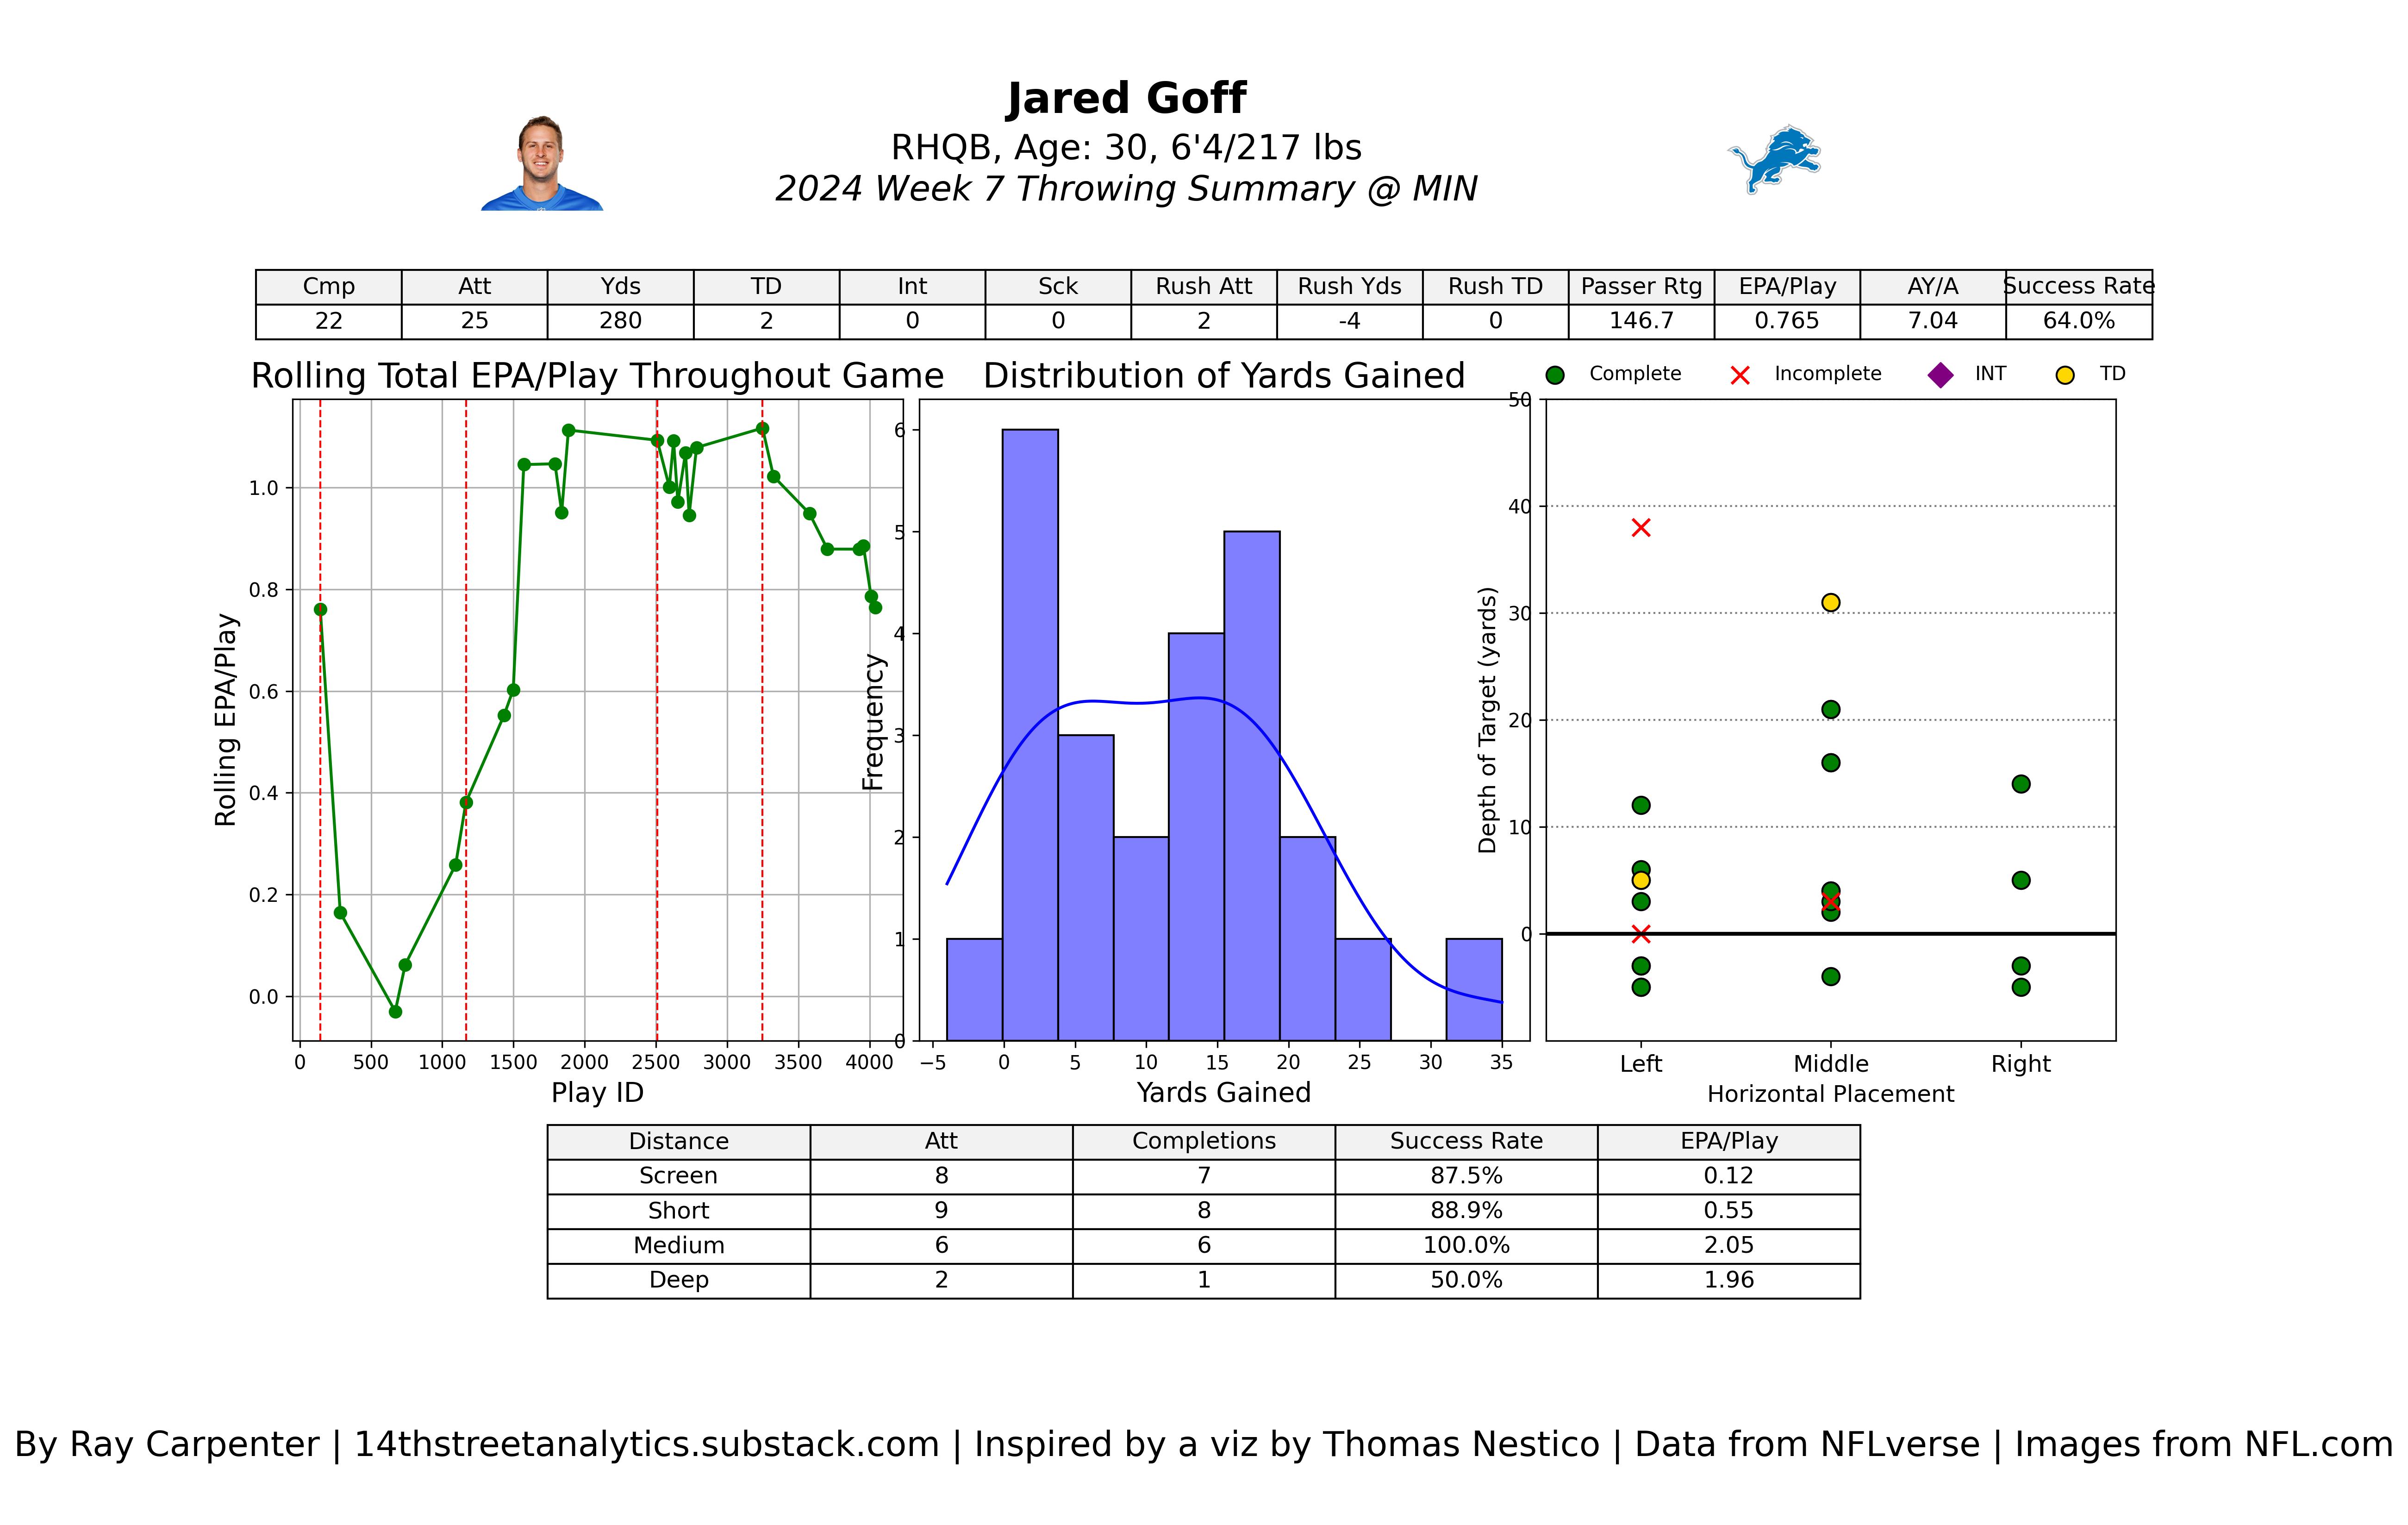 Jared Goff
RHQB, Age: 30, 6'4/217 lbs
2024 Week 7 Throwing Summary @ MIN
Cmp Att Yds TD Int Sck Rush Att Rush Yds Rush TD Passer Rtg EPA/Play AY/A Success Rate
22 25 280 2 0 0 2 -4 0 146.7 0.765 7.04 64.0%
Rolling Total EPA/Play Throughout Game
1.0
0.8
0.6
0.4
0.2
0.0
Rolling EPA/Play
0 500 1000 1500 2000 2500 3000 3500 4000
Play ID
Distribution of Yards Gained
6
5
4
3
2
1
0
Frequency
−5 0 5 10 15 20 25 30 35
Yards Gained
Complete Incomplete INT TD
50
40
30
20
10
0
Depth of Target (yards)
Left Middle Right
Horizontal Placement
Distance Att Completions Success Rate EPA/Play
Screen 8 7 87.5% 0.12
Short 9 8 88.9% 0.55
Medium 6 6 100.0% 2.05
Deep 2 1 50.0% 1.96
By Ray Carpenter | 14thstreetanalytics.substack.com | Inspired by a viz by Thomas Nestico | Data from NFLverse | Images from NFL.com